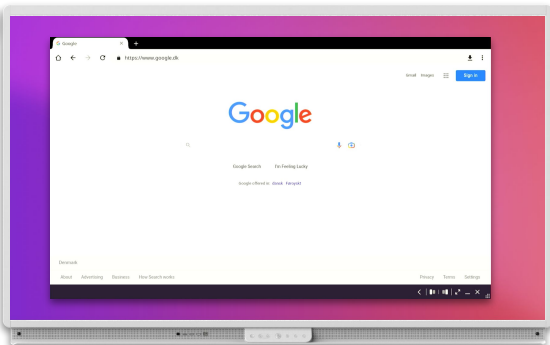 Google
https://www.google.dk
Gmail Images
Sign in
Google
Google Search I'm Feeling Lucky
Google offered in: Dansk Føroyskt
Denmark
About Advertising Business How Search works
Privacy Terms Settings